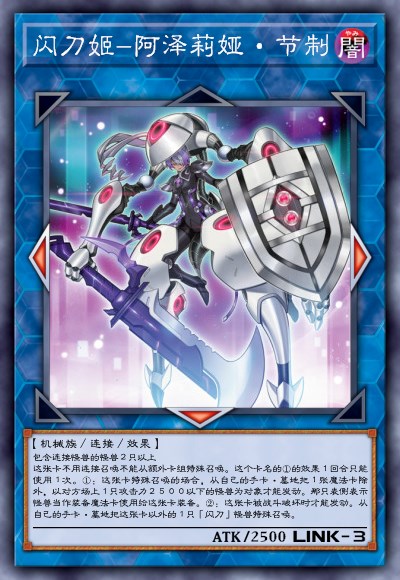 闪刀姬-阿泽莉娅·节制
闇
やみ
【机械族/连接/效果】
包含连接怪兽的怪兽2只以上
这张卡不用连接召唤不能从额外卡组特殊召唤。这个卡名的①的效果1回合只能
使用1次。①：这张卡特殊召唤的场合，从自己的手卡·墓地把1张魔法卡除
外，以对方场上1只攻击力2500以下的怪兽为对象才能发动。那只表侧表示
怪兽当作装备魔法卡使用给这张卡装备。②：这张卡被战斗破坏时才能发动。从
自己的手卡·墓地把这张卡以外的1只「闪刀」怪兽特殊召唤。
ATK/2500 LINK-3